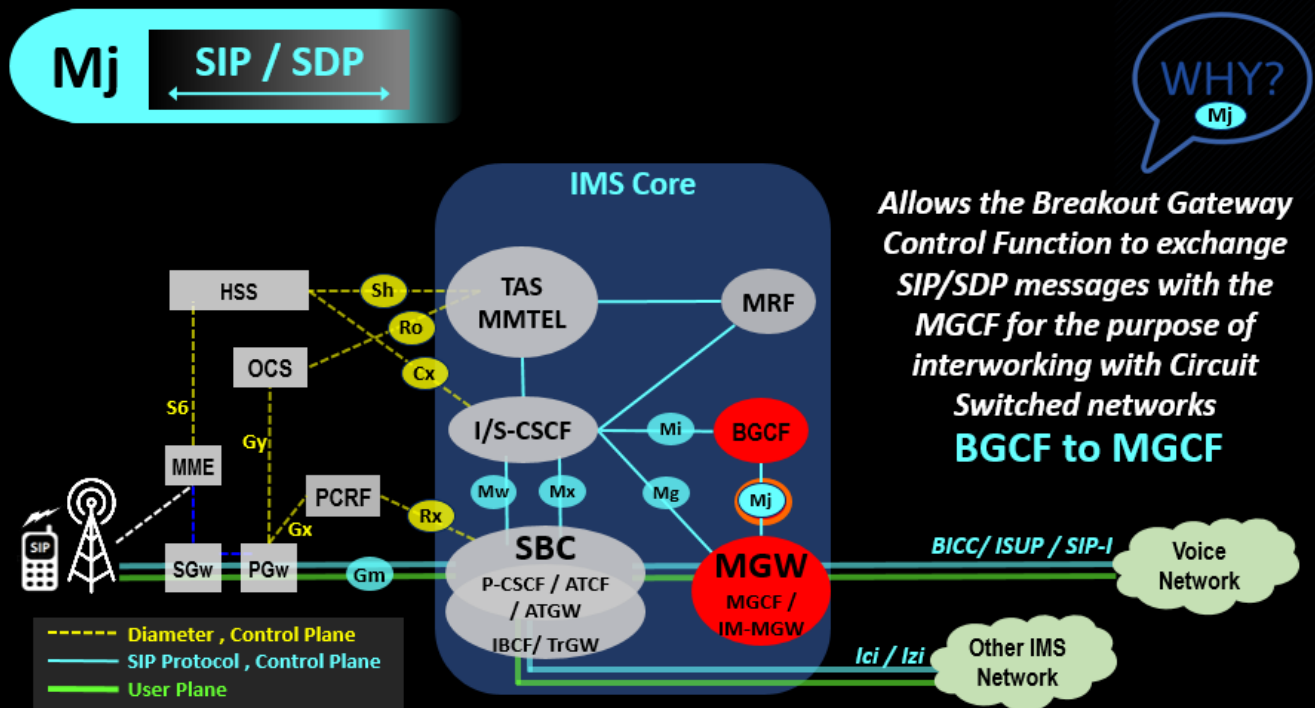 Mj
SIP / SDP
WHY?
Mj
IMS Core
Allows the Breakout Gateway
Control Function to exchange
SIP/SDP messages with the
MGCF for the purpose of
interworking with Circuit
Switched networks
BGCF to MGCF
HSS
Sh
TAS
MMTEL
MRF
Ro
OCS
Cx
S6
I/S-CSCF
Mi
BGCF
Gy
MME
PCRF
Mw
Mx
Mg
Mj
Gx
Rx
SIP
SGw
PGw
Gm
SBC
P-CSCF / ATCF
/ ATGW
IBCF/ TrGW
MGW
MGCF /
IM-MGW
BICC/ ISUP / SIP-I
Voice
Network
Ici / Izi
Other IMS
Network
Diameter , Control Plane
SIP Protocol , Control Plane
User Plane